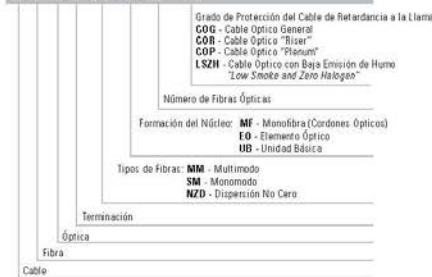 Grado de Protección del Cable de Retardancia a la Llama
COG - Cable Optico General
COR - Cable Optico "Riser"
COP - Cable Optico "Plenum"
LSZH - Cable Optico con Baja Emisión de Humo
"Low Smoke and Zero Halogen"
Número de Fibras Ópticas
Formación del Núcleo: MF - Monofibra (Cordones Opticos)
EO - Elemento Óptico
UB - Unidad Básica
Tipos de Fibras: MM - Multimodo
SM - Monomodo
NZD - Dispersión No Cero
Terminación
Óptica
Fibra
Cable